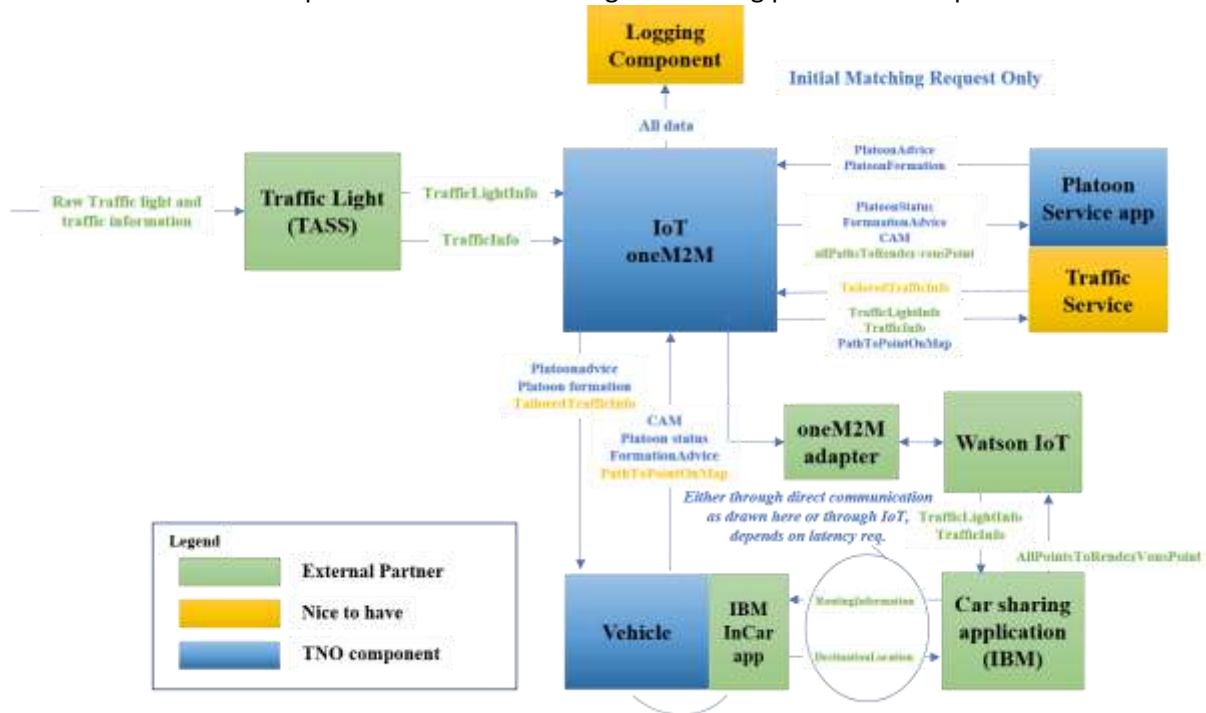 Logging
Component
Initial Matching Request Only
All data
PlatoonAdvice
PlatoonFormation
Raw Traffic light and
traffic information
Traffic Light
(TASS)
TrafficLightInfo
TrafficInfo
IoT
oneM2M
Platoon
Service app
PlatoonStatus
FormationAdvice
CAM
allPathsToRendez-vousPoint
TailoredTrafficInfo
Traffic
Service
TrafficLightInfo
TrafficInfo
PathToPointOnMap
Platoonadvice
Platoon formation
TailoredTrafficInfo
CAM
Platoon status
FormationAdvice
PathToPointOnMap
oneM2M
adapter
Watson IoT
Either through direct communication
as drawn here or through IoT,
depends on latency req.
TrafficLightInfo
TrafficInfo
AllPointsToRendezVousPoint
Legend
External Partner
Nice to have
TNO component
Vehicle
IBM
InCar
app
RoutingInformation
DestinationLocation
Car sharing
application
(IBM)